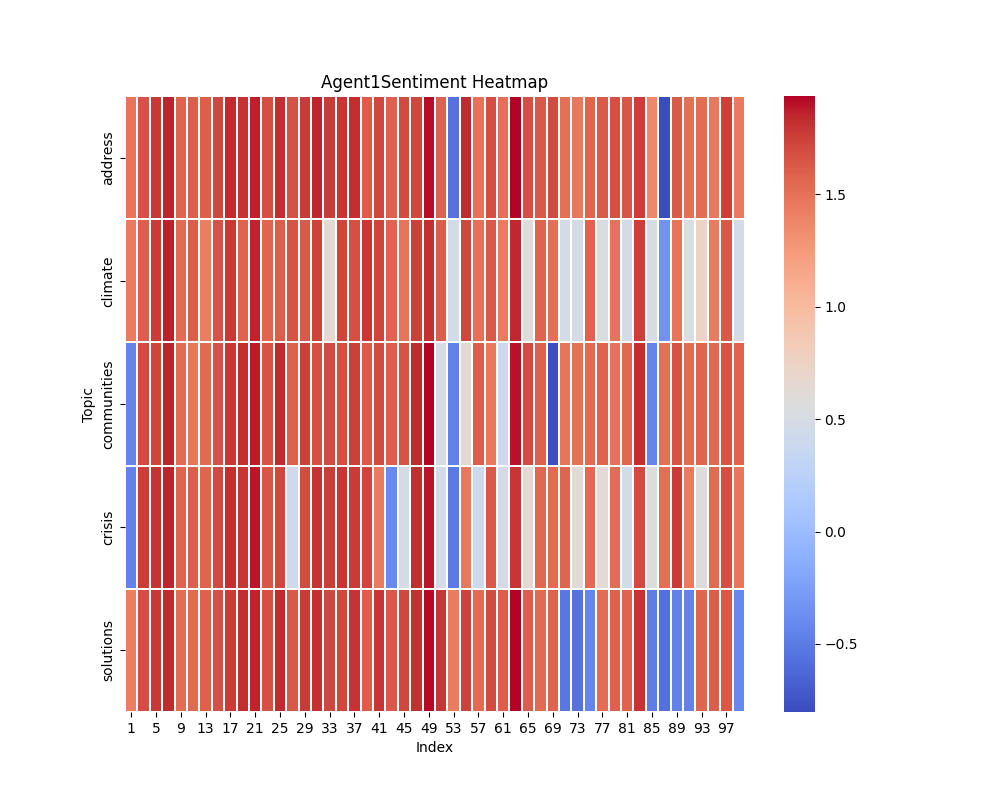 Agent1Sentiment Heatmap
Topic
address
climate
communities
crisis
solutions
1 5 9 13 17 21 25 29 33 37 41 45 49 53 57 61 65 69 73 77 81 85 89 93 97
Index
1.5
1.0
0.5
0.0
−0.5